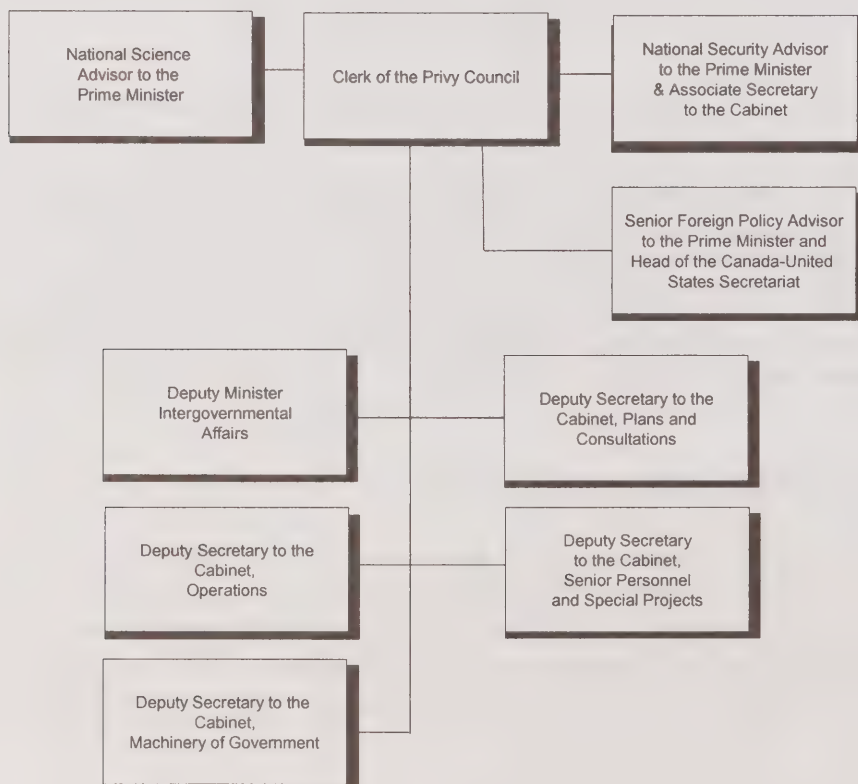 National Science
Advisor to the
Prime Minister
Clerk of the Privy Council
National Security Advisor
to the Prime Minister
& Associate Secretary
to the Cabinet
Senior Foreign Policy Advisor
to the Prime Minister and
Head of the Canada-United
States Secretariat
Deputy Minister
Intergovernmental
Affairs
Deputy Secretary to the
Cabinet, Plans and
Consultations
Deputy Secretary to the
Cabinet,
Operations
Deputy Secretary
to the Cabinet,
Senior Personnel
and Special Projects
Deputy Secretary to the
Cabinet,
Machinery of Government